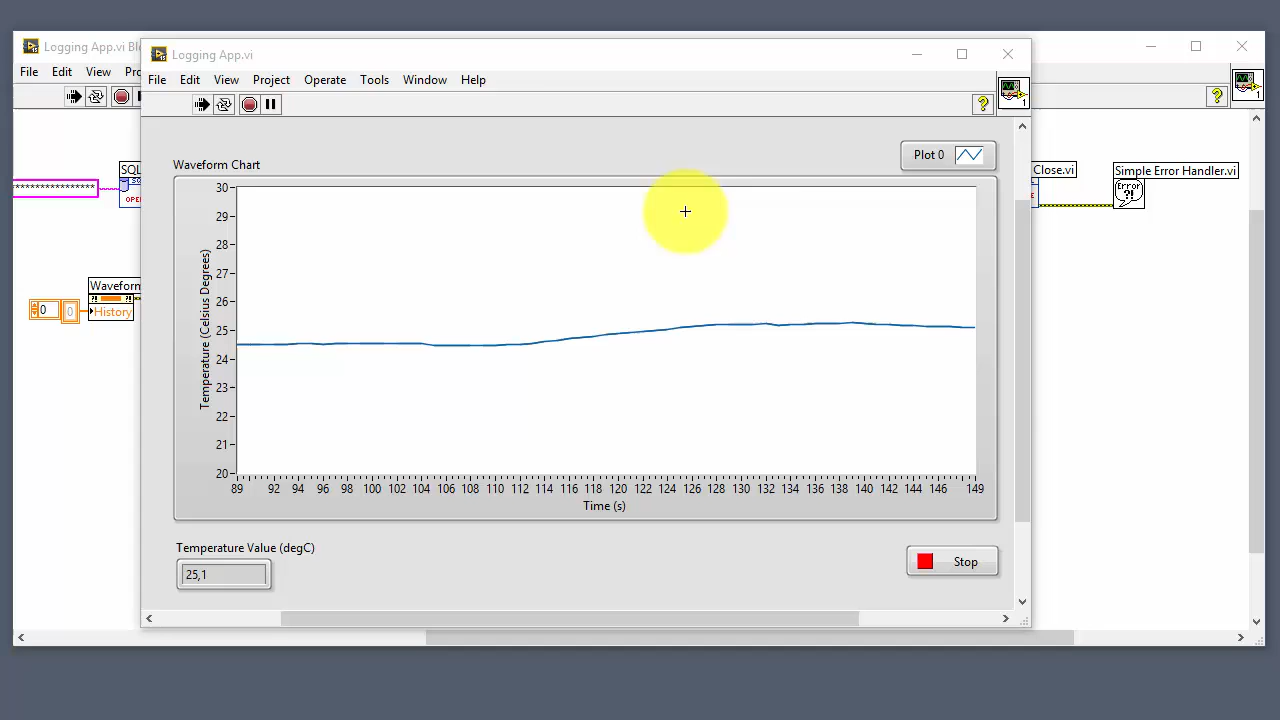 Logging App.vi Bl
File Edit View Pro
Logging App.vi
File Edit View Project Operate Tools Window Help
?
1
?
1
SQL
****************
OPE
Waveform
0
0
History
Close.vi
Simple Error Handler.vi
Error
?!
Waveform Chart
Plot 0
30
29
28
27
26
25
24
23
22
21
20
Temperature (Celsius Degrees)
89 92 94 96 98 100 102 104 106 108 110 112 114 116 118 120 122 124 126 128 130 132 134 136 138 140 142 144 146 149
Time (s)
Temperature Value (degC)
25,1
Stop